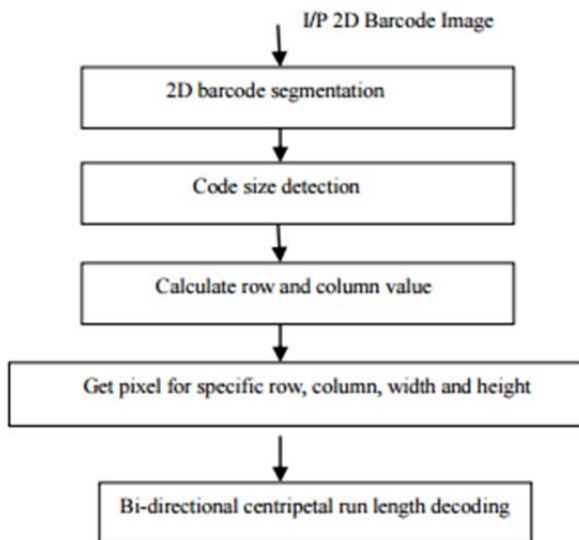 I/P 2D Barcode Image
2D barcode segmentation
Code size detection
Calculate row and column value
Get pixel for specific row, column, width and height
Bi-directional centripetal run length decoding